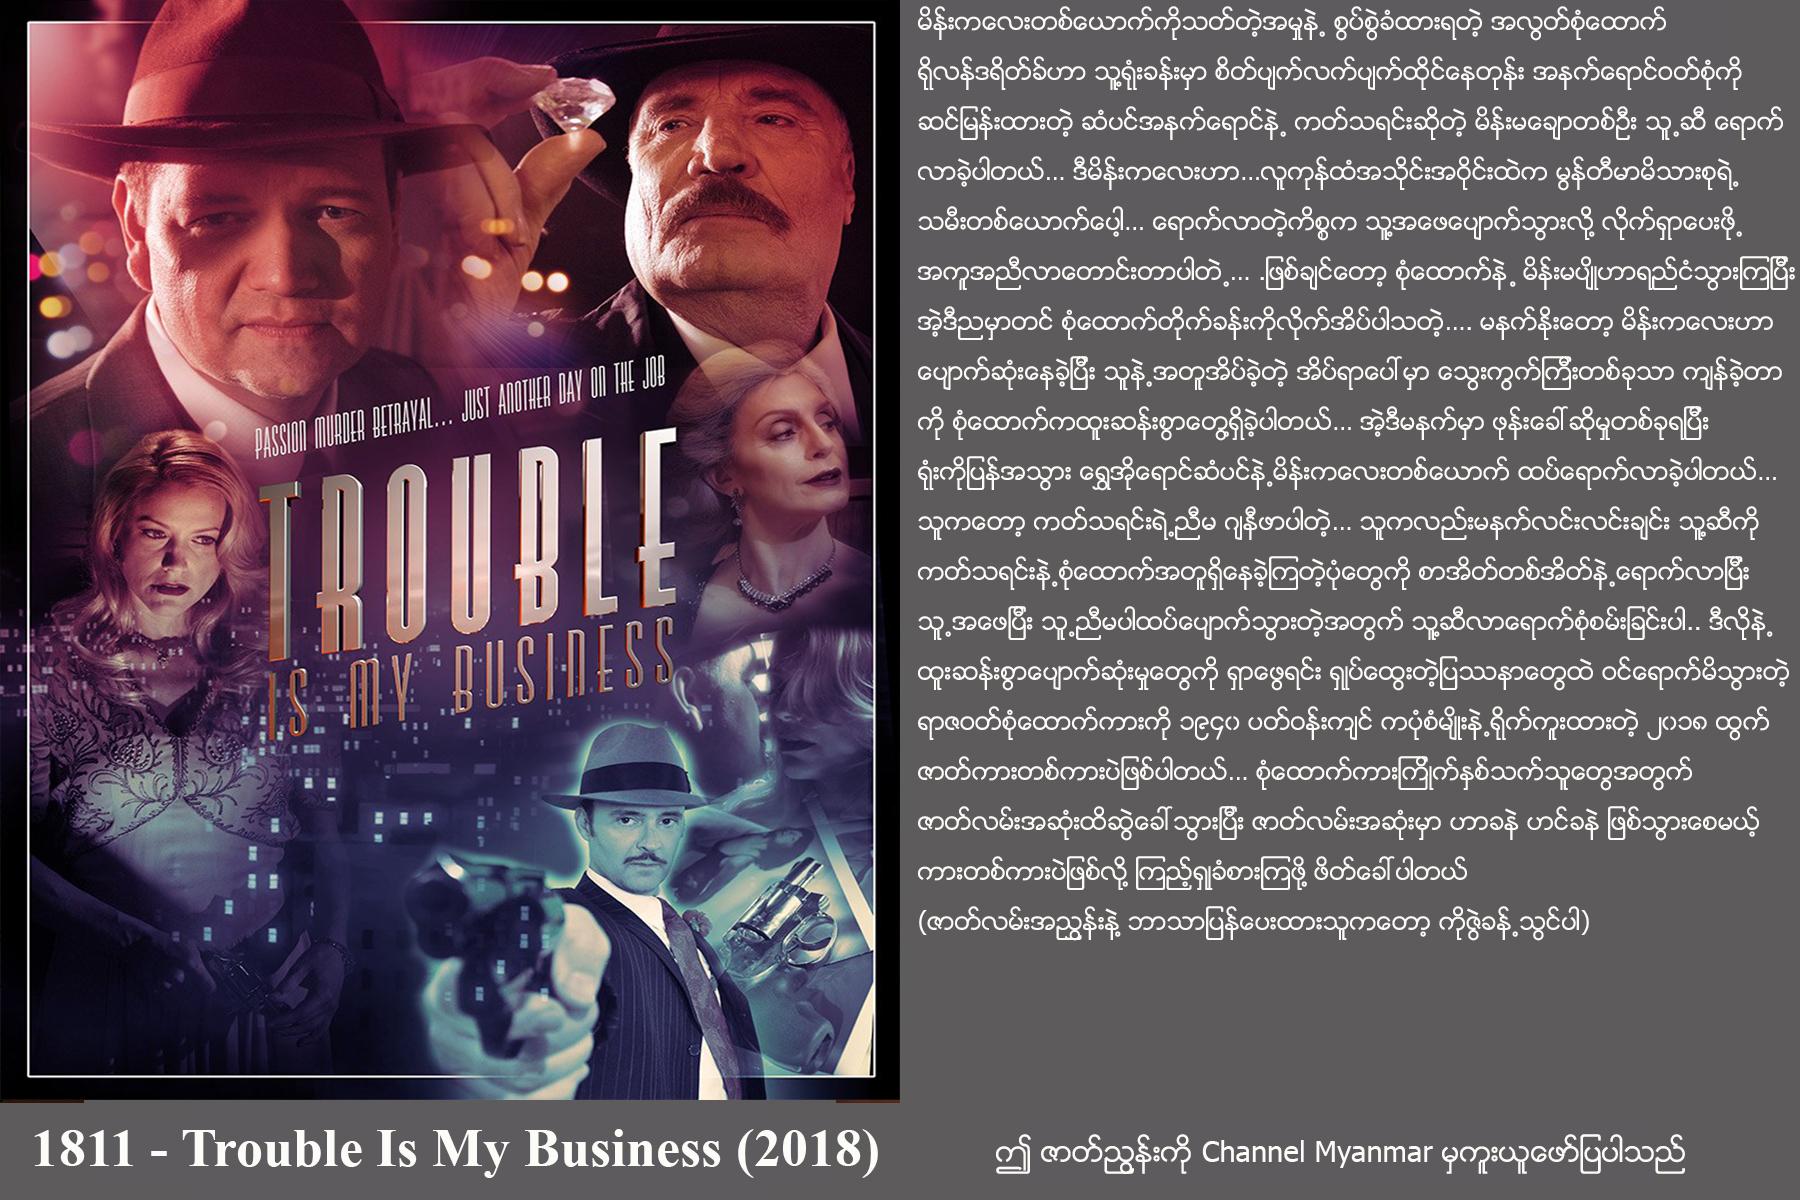 PASSION MURDER BETRAYAL... JUST ANOTHER DAY ON THE JOB
TROUBLE
IS MY BUSINESS
1811 - Trouble Is My Business (2018)
မိန်းကလေးတစ်ယောက်ကိုသတ်တဲ့အမှုနဲ့ စွပ်စွဲခံထားရတဲ့ အလွတ်စုံထောက်
ရိုလန်ဒရိတ်ခ်ဟာ သူ့ရုံးခန်းမှာ စိတ်ပျက်လက်ပျက်ထိုင်နေတုန်း အနက်ရောင်ဝတ်စုံကို
ဆင်မြန်းထားတဲ့ ဆံပင်အနက်ရောင်နဲ့ ကတ်သရင်းဆိုတဲ့ မိန်းမချောတစ်ဦး သူ့ဆီ ရောက်
လာခဲ့ပါတယ်... ဒီမိန်းကလေးဟာ...လူကုန်ထံအသိုင်းအဝိုင်းထဲက မွန်တီမာမိသားစုရဲ့
သမီးတစ်ယောက်ပေ့ါ... ရောက်လာတဲ့ကိစ္စက သူ့အဖေပျောက်သွားလို့ လိုက်ရှာပေးဖို့
အကူအညီလာတောင်းတာပါတဲ့... .ဖြစ်ချင်တော့ စုံထောက်နဲ့ မိန်းမပျိုဟာရည်ငံသွားကြပြီး
အဲ့ဒီညမှာတင် စုံထောက်တိုက်ခန်းကိုလိုက်အိပ်ပါသတဲ့.... မနက်နိုးတော့ မိန်းကလေးဟာ
ပျောက်ဆုံးနေခဲ့ပြီး သူနဲ့အတူအိပ်ခဲ့တဲ့ အိပ်ရာပေါ်မှာ သွေးကွက်ကြီးတစ်ခုသာ ကျန်ခဲ့တာ
ကို စုံထောက်ကထူးဆန်းစွာတွေ့ရှိခဲ့ပါတယ်... အဲ့ဒီမနက်မှာ ဖုန်းခေါ်ဆိုမှုတစ်ခုရပြီး
ရုံးကိုပြန်အသွား ရွှေအိုရောင်ဆံပင်နဲ့မိန်းကလေးတစ်ယောက် ထပ်ရောက်လာခဲ့ပါတယ်...
သူကတော့ ကတ်သရင်းရဲ့ညီမ ဂျနီဖာပါတဲ့... သူကလည်းမနက်လင်းလင်းချင်း သူ့ဆီကို
ကတ်သရင်းနဲ့စုံထောက်အတူရှိနေခဲ့ကြတဲ့ပုံတွေကို စာအိတ်တစ်အိတ်နဲ့ရောက်လာပြီး
သူ့အဖေပြီး သူ့ညီမပါထပ်ပျောက်သွားတဲ့အတွက် သူ့ဆီလာရောက်စုံစမ်းခြင်းပါ.. ဒီလိုနဲ့
ထူးဆန်းစွာပျောက်ဆုံးမှုတွေကို ရှာဖွေရင်း ရှုပ်ထွေးတဲ့ပြဿနာတွေထဲ ဝင်ရောက်မိသွားတဲ့
ရာဇဝတ်စုံထောက်ကားကို ၁၉၄၀ ပတ်ဝန်းကျင် ကပုံစံမျိုးနဲ့ရိုက်ကူးထားတဲ့ ၂၀၁၈ ထွက်
ဇာတ်ကားတစ်ကားပဲဖြစ်ပါတယ်... စုံထောက်ကားကြိုက်နှစ်သက်သူတွေအတွက်
ဇာတ်လမ်းအဆုံးထိဆွဲခေါ်သွားပြီး ဇာတ်လမ်းအဆုံးမှာ ဟာခနဲ ဟင်ခနဲ ဖြစ်သွားစေမယ့်
ကားတစ်ကားပဲဖြစ်လို့ ကြည့်ရှုခံစားကြဖို့ ဖိတ်ခေါ်ပါတယ်
(ဇာတ်လမ်းအညွှန်းနဲ့ ဘာသာပြန်ပေးထားသူကတော့ ကိုဇွဲခန့်သွင်ပါ)
ဤ ဇာတ်ညွှန်းကို Channel Myanmar မှကူးယူဖော်ပြပါသည်